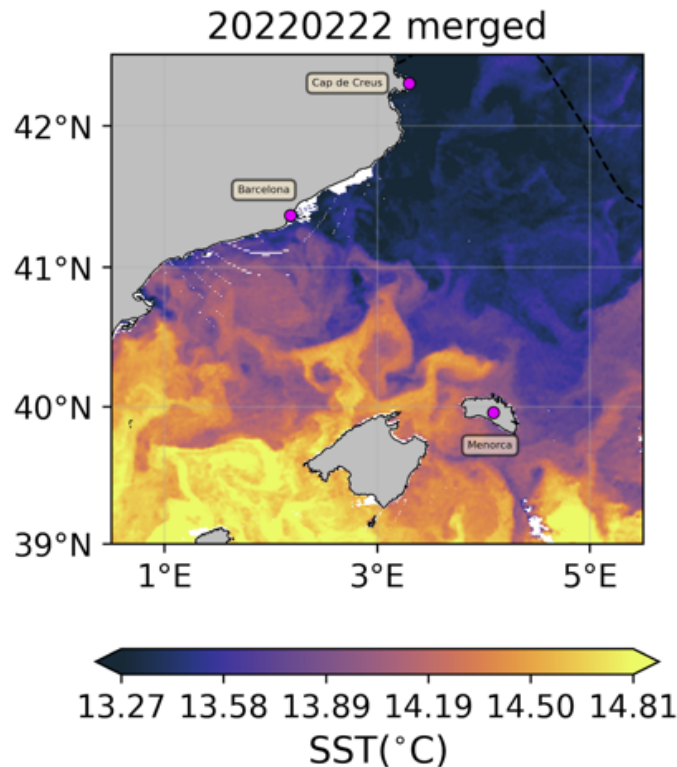 20220222 merged
Cap de Creus
42°N
Barcelona
41°N
40°N
Menorca
39°N
1°E 3°E 5°E
13.27 13.58 13.89 14.19 14.50 14.81
SST(°C)